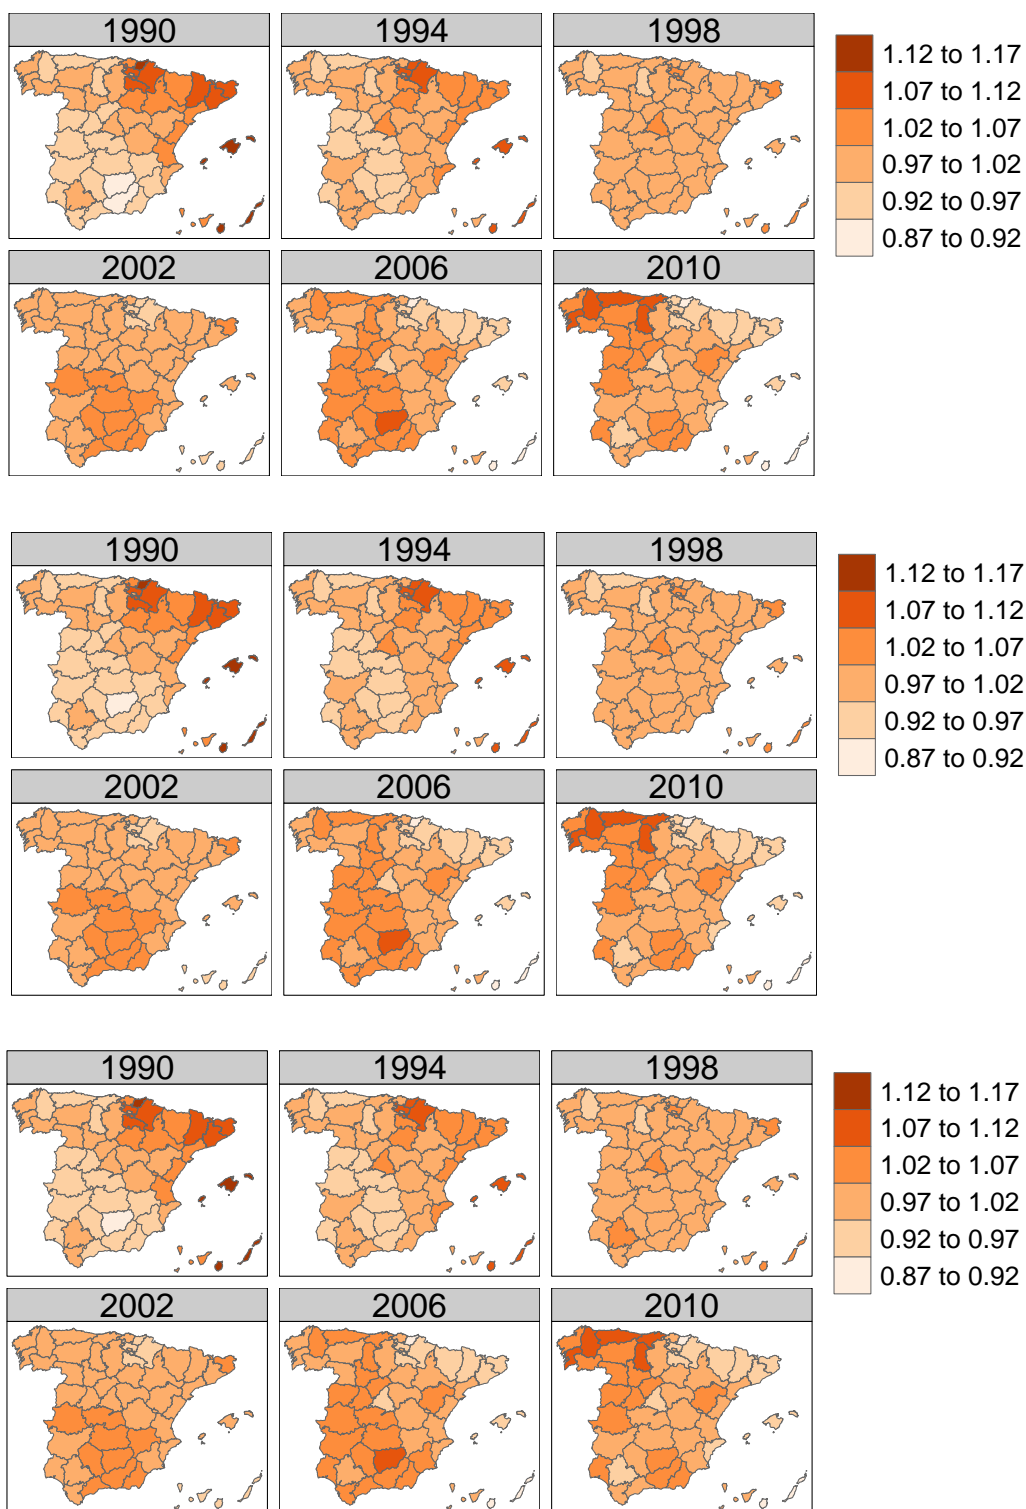 1990 1994 1998
1.12 to 1.17
1.07 to 1.12
1.02 to 1.07
0.97 to 1.02
0.92 to 0.97
0.87 to 0.92
2002 2006 2010
1990 1994 1998
1.12 to 1.17
1.07 to 1.12
1.02 to 1.07
0.97 to 1.02
0.92 to 0.97
0.87 to 0.92
2002 2006 2010
1990 1994 1998
1.12 to 1.17
1.07 to 1.12
1.02 to 1.07
0.97 to 1.02
0.92 to 0.97
0.87 to 0.92
2002 2006 2010